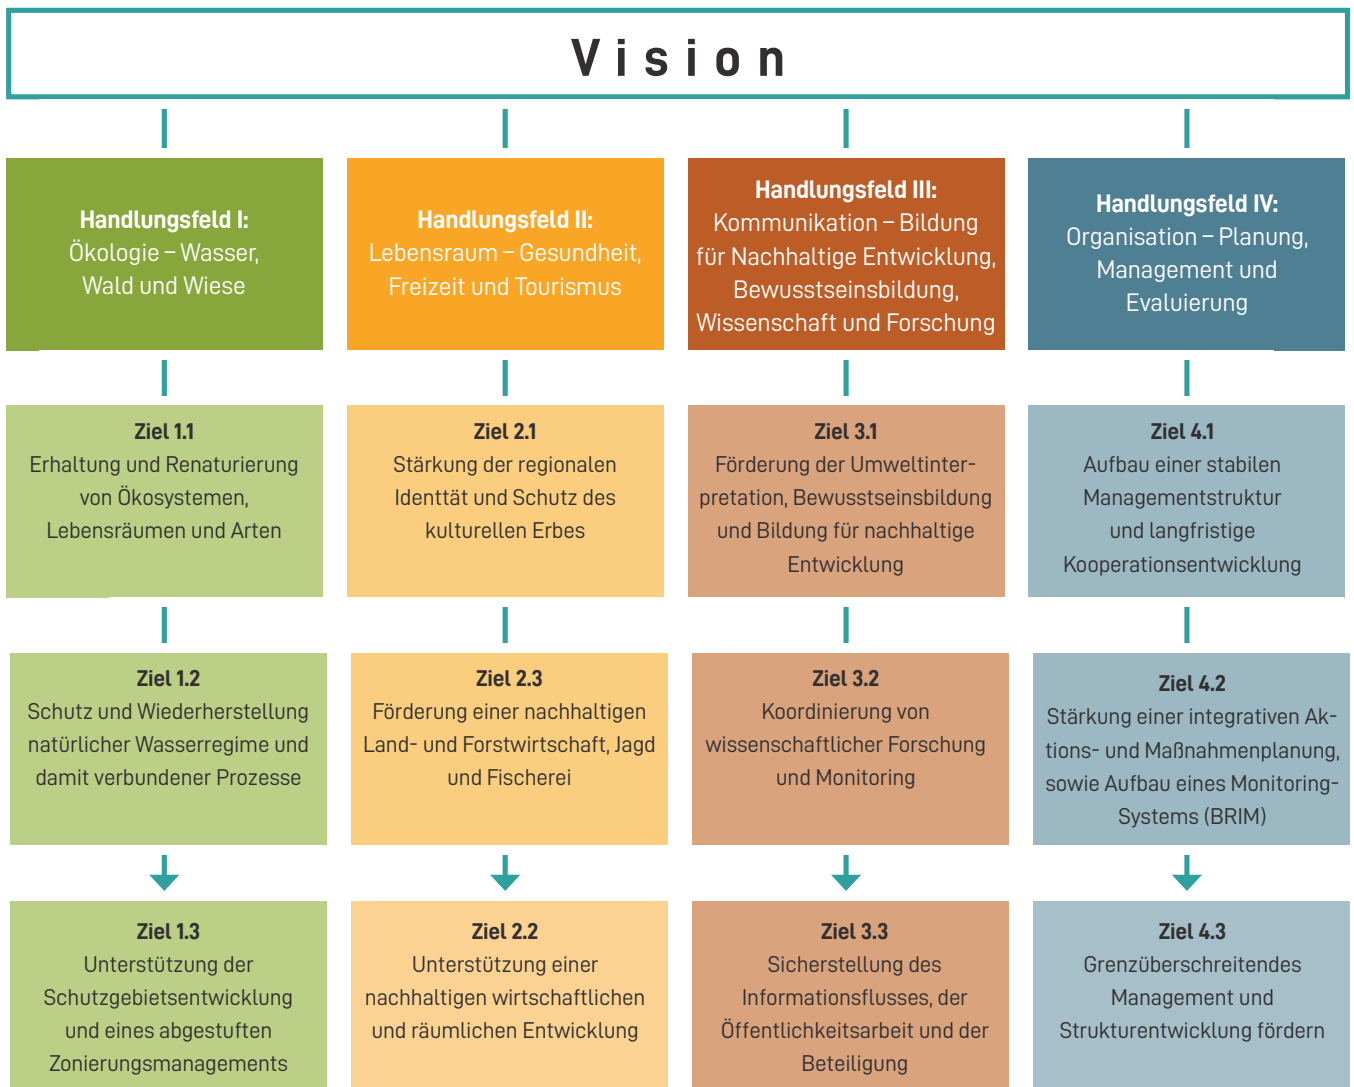 Vision
Handlungsfeld I:
Ökologie – Wasser,
Wald und Wiese
Handlungsfeld II:
Lebensraum – Gesundheit,
Freizeit und Tourismus
Handlungsfeld III:
Kommunikation – Bildung
für Nachhaltige Entwicklung,
Bewusstseinsbildung,
Wissenschaft und Forschung
Handlungsfeld IV:
Organisation – Planung,
Management und
Evaluierung
Ziel 1.1
Erhaltung und Renaturierung
von Ökosystemen,
Lebensräumen und Arten
Ziel 2.1
Stärkung der regionalen
Identtät und Schutz des
kulturellen Erbes
Ziel 3.1
Förderung der Umweltinter-
pretation, Bewusstseinsbildung
und Bildung für nachhaltige
Entwicklung
Ziel 4.1
Aufbau einer stabilen
Managementstruktur
und langfristige
Kooperationsentwicklung
Ziel 1.2
Schutz und Wiederherstellung
natürlicher Wasserregime und
damit verbundener Prozesse
Ziel 2.3
Förderung einer nachhaltigen
Land- und Forstwirtschaft, Jagd
und Fischerei
Ziel 3.2
Koordinierung von
wissenschaftlicher Forschung
und Monitoring
Ziel 4.2
Stärkung einer integrativen Ak-
tions- und Maßnahmenplanung,
sowie Aufbau eines Monitoring-
Systems (BRIM)
Ziel 1.3
Unterstützung der
Schutzgebietsentwicklung
und eines abgestuften
Zonierungsmanagements
Ziel 2.2
Unterstützung einer
nachhaltigen wirtschaftlichen
und räumlichen Entwicklung
Ziel 3.3
Sicherstellung des
Informationsflusses, der
Öffentlichkeitsarbeit und der
Beteiligung
Ziel 4.3
Grenzüberschreitendes
Management und
Strukturentwicklung fördern